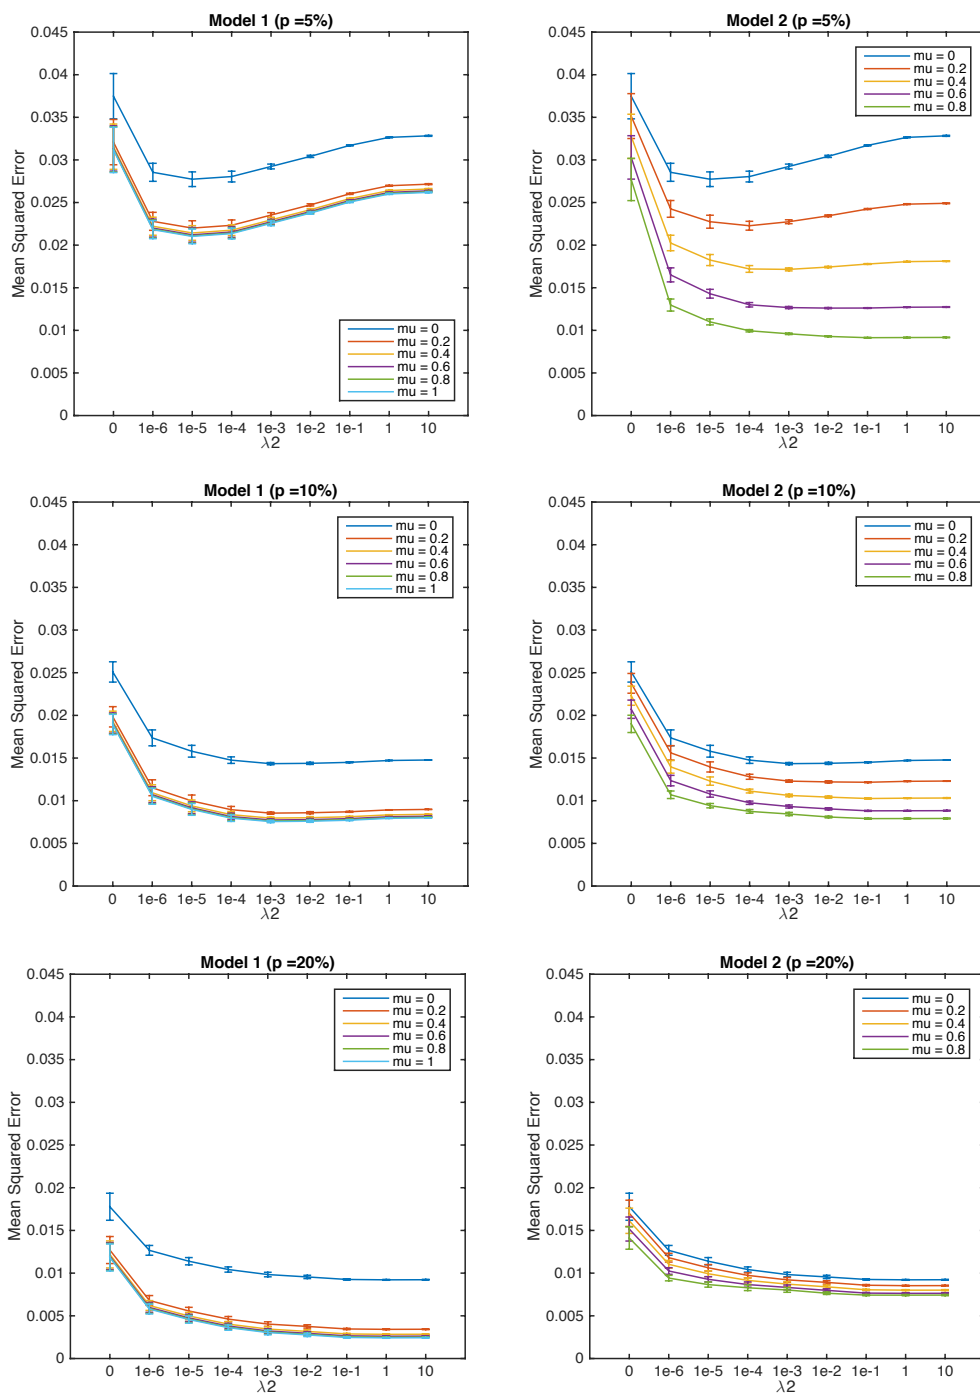 Model 1 (p =5%)
Mean Squared Error
0.045
0.04
0.035
0.03
0.025
0.02
0.015
0.01
0.005
0
mu = 0
mu = 0.2
mu = 0.4
mu = 0.6
mu = 0.8
mu = 1
0 1e-6 1e-5 1e-4 1e-3 1e-2 1e-1 1 10
λ2
Model 2 (p =5%)
Mean Squared Error
0.045
0.04
0.035
0.03
0.025
0.02
0.015
0.01
0.005
0
mu = 0
mu = 0.2
mu = 0.4
mu = 0.6
mu = 0.8
0 1e-6 1e-5 1e-4 1e-3 1e-2 1e-1 1 10
λ2
Model 1 (p =10%)
Mean Squared Error
0.045
0.04
0.035
0.03
0.025
0.02
0.015
0.01
0.005
0
mu = 0
mu = 0.2
mu = 0.4
mu = 0.6
mu = 0.8
mu = 1
0 1e-6 1e-5 1e-4 1e-3 1e-2 1e-1 1 10
λ2
Model 2 (p =10%)
Mean Squared Error
0.045
0.04
0.035
0.03
0.025
0.02
0.015
0.01
0.005
0
mu = 0
mu = 0.2
mu = 0.4
mu = 0.6
mu = 0.8
0 1e-6 1e-5 1e-4 1e-3 1e-2 1e-1 1 10
λ2
Model 1 (p =20%)
Mean Squared Error
0.045
0.04
0.035
0.03
0.025
0.02
0.015
0.01
0.005
0
mu = 0
mu = 0.2
mu = 0.4
mu = 0.6
mu = 0.8
mu = 1
0 1e-6 1e-5 1e-4 1e-3 1e-2 1e-1 1 10
λ2
Model 2 (p =20%)
Mean Squared Error
0.045
0.04
0.035
0.03
0.025
0.02
0.015
0.01
0.005
0
mu = 0
mu = 0.2
mu = 0.4
mu = 0.6
mu = 0.8
0 1e-6 1e-5 1e-4 1e-3 1e-2 1e-1 1 10
λ2